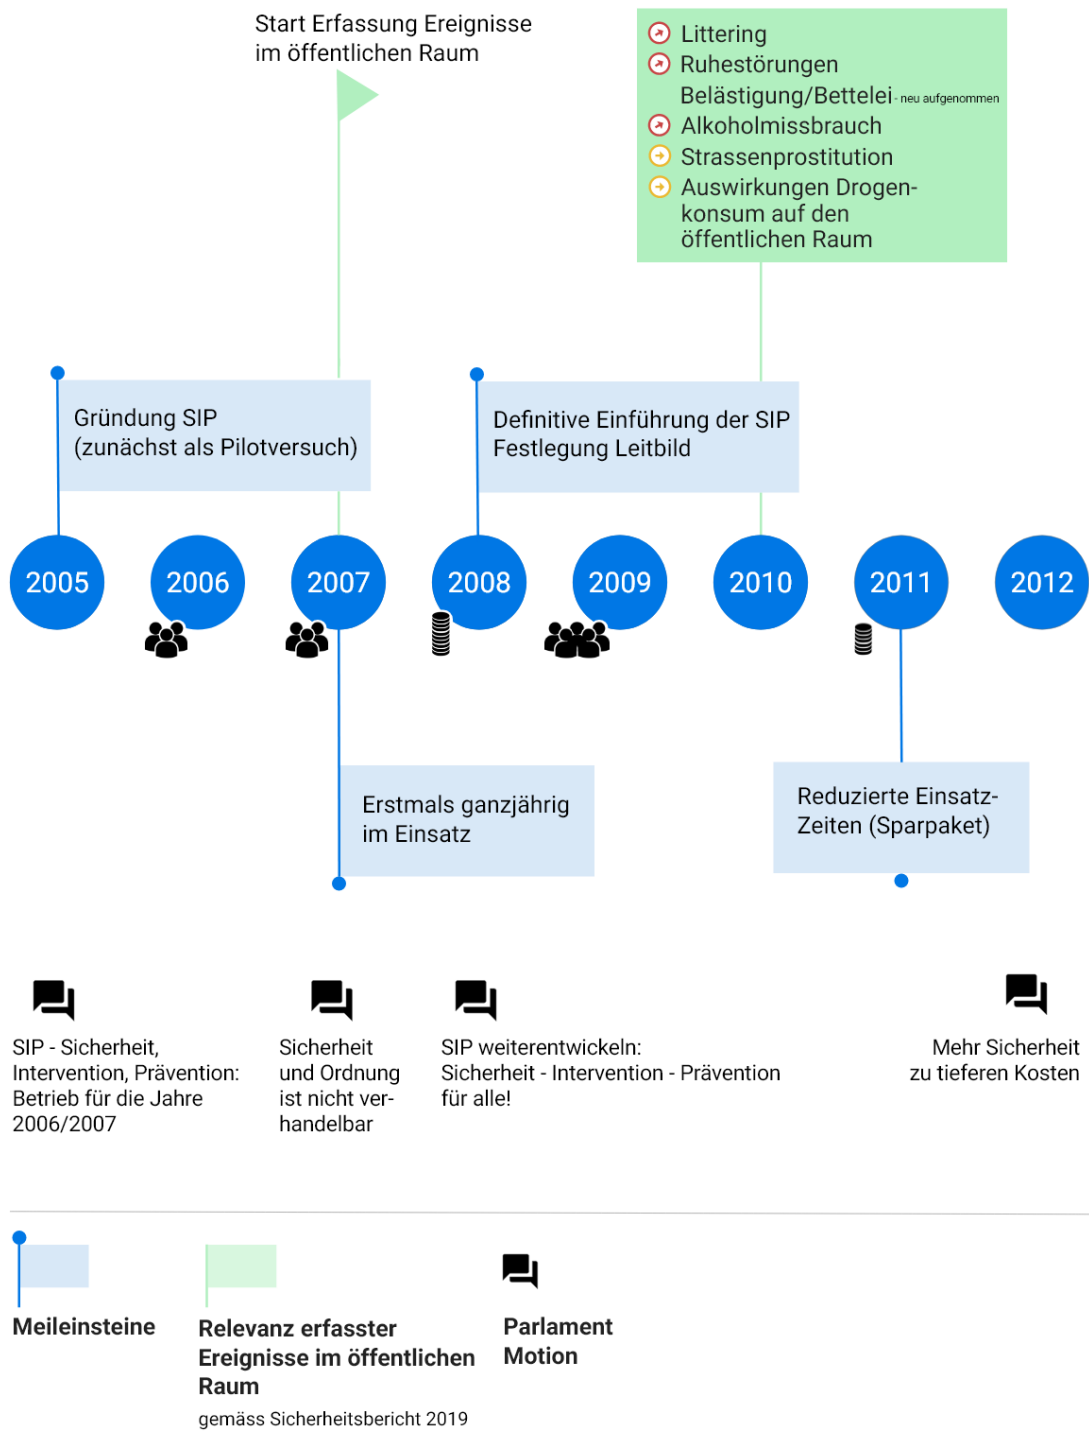 Start Erfassung Ereignisse
im öffentlichen Raum
Littering
Ruhestörungen
Belästigung/Bettelei - neu aufgenommen
Alkoholmissbrauch
Strassenprostitution
Auswirkungen Drogen-
konsum auf den
öffentlichen Raum
Gründung SIP
(zunächst als Pilotversuch)
Definitive Einführung der SIP
Festlegung Leitbild
2005
2006
2007
2008
2009
2010
2011
2012
Erstmals ganzjährig
im Einsatz
Reduzierte Einsatz-
Zeiten (Sparpaket)
SIP - Sicherheit,
Intervention, Prävention:
Betrieb für die Jahre
2006/2007
Sicherheit
und Ordnung
ist nicht ver-
handelbar
SIP weiterentwickeln:
Sicherheit - Intervention - Prävention
für alle!
Mehr Sicherheit
zu tieferen Kosten
Meileinsteine
Relevanz erfasster
Ereignisse im öffentlichen
Raum
gemäss Sicherheitsbericht 2019
Parlament
Motion